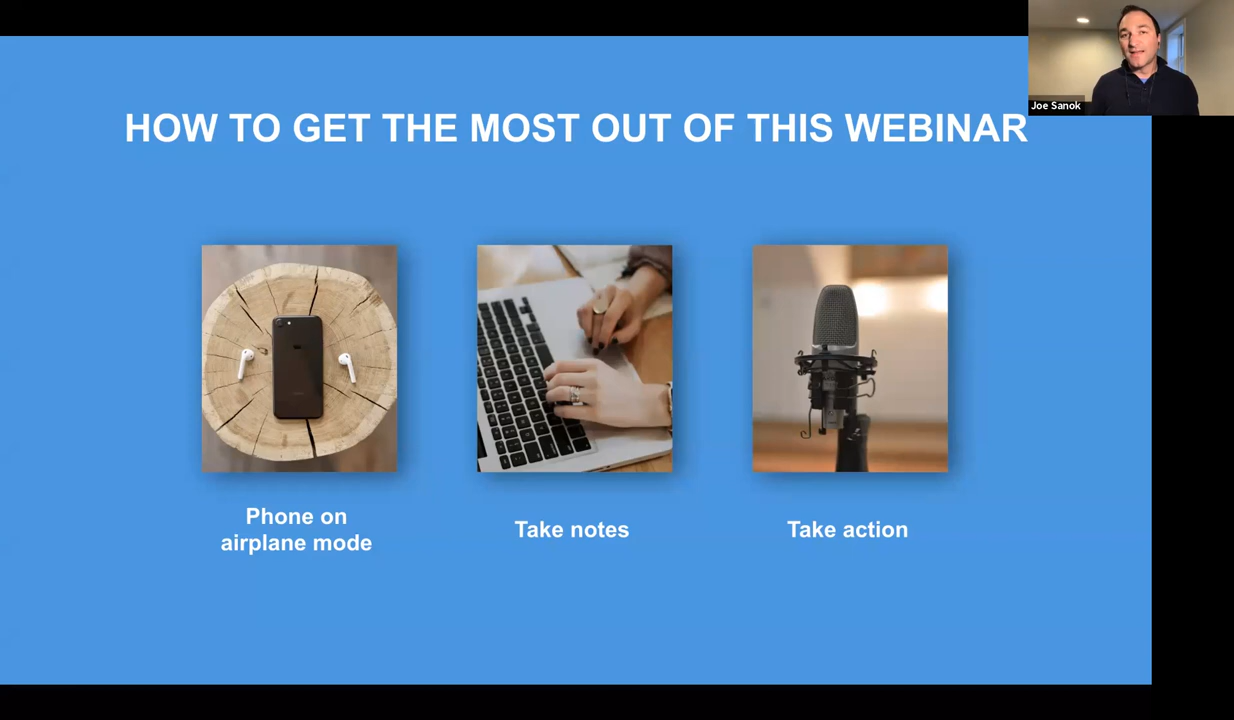 HOW TO GET THE MOST OUT OF THIS WEBINAR
Joe Sanok
Phone on
airplane mode
Take notes
Take action